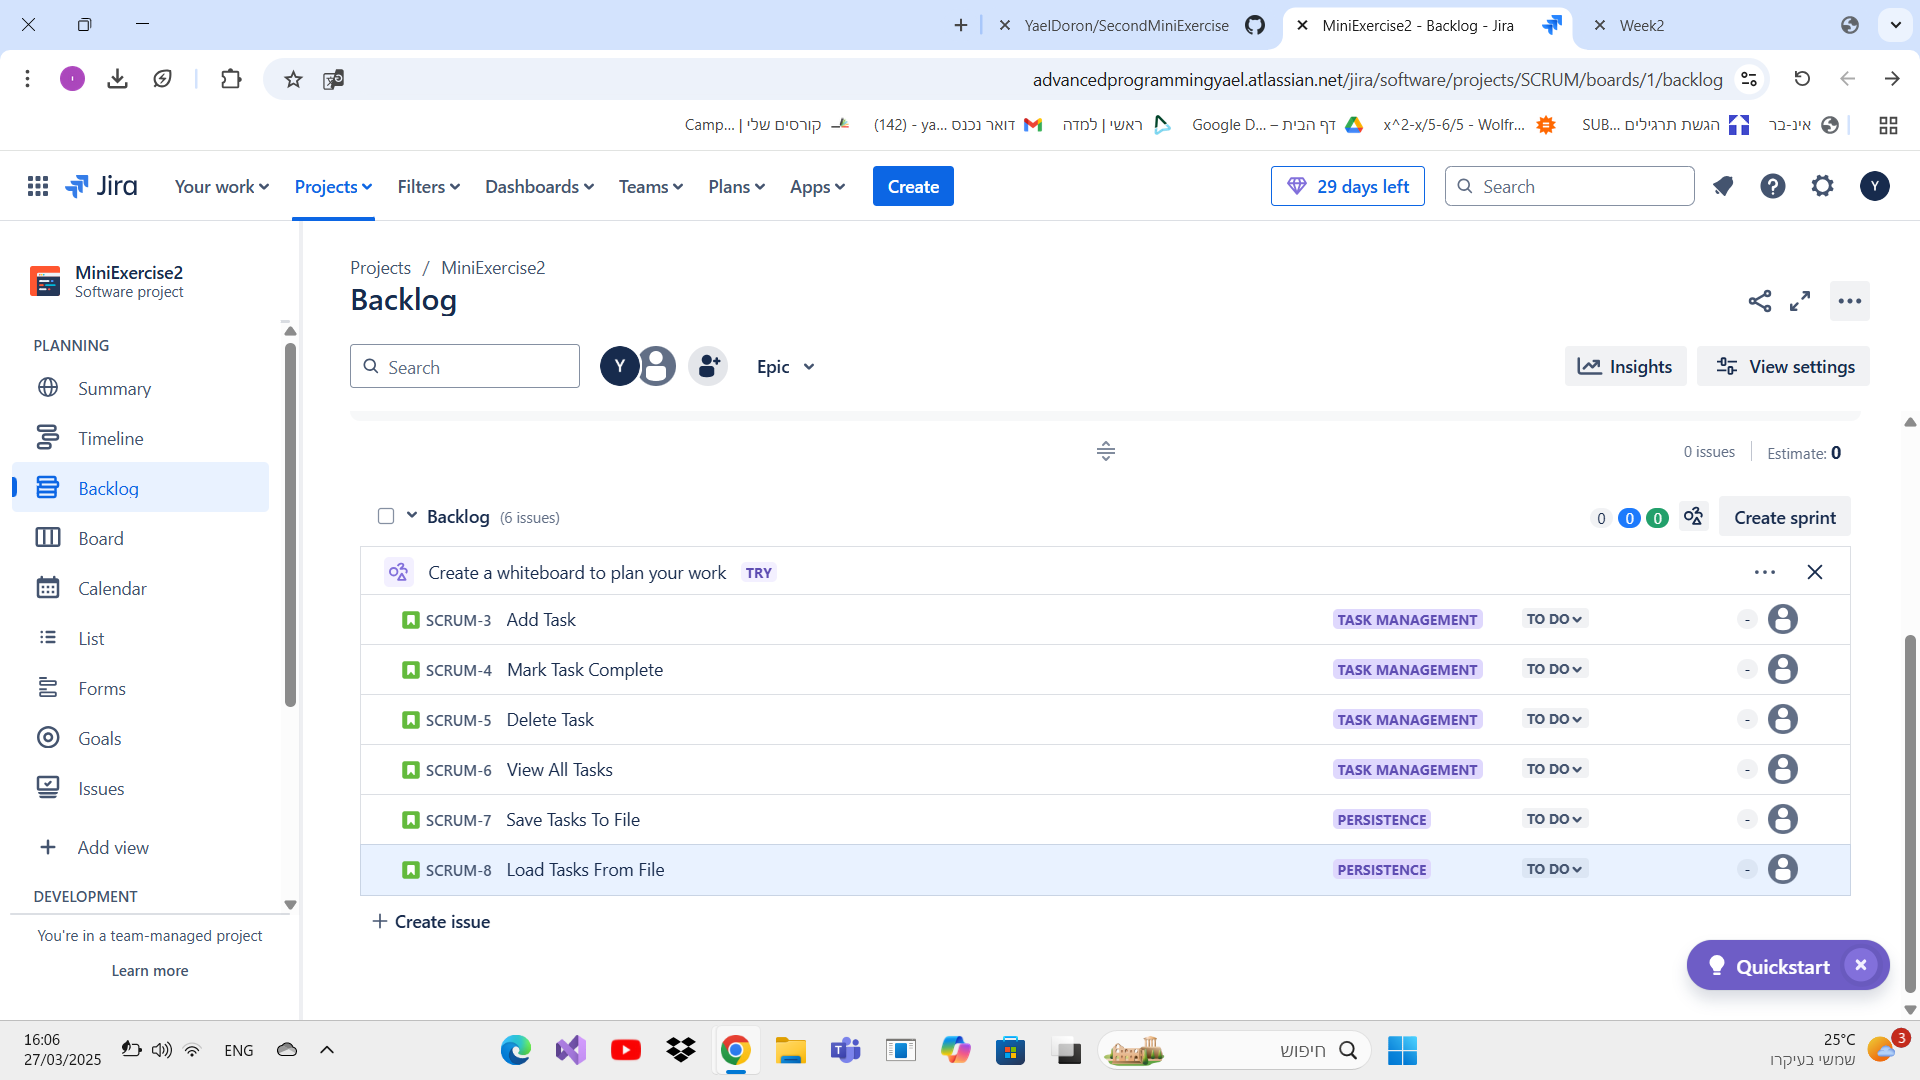 YaelDoron/SecondMiniExercise
MiniExercise2 - Backlog - Jira
Week2
advancedprogrammingyael.atlassian.net/jira/software/projects/SCRUM/boards/1/backlog
קורסים שלי | Camp...
דואר נכנס (142) - ya...
ראשי | למדה
דף הבית – Google D...
x^2-x/5-6/5 - Wolfr...
הגשת תרגילים SUB...
אינ-בר
Jira
Your work
Projects
Filters
Dashboards
Teams
Plans
Apps
Create
29 days left
Search
Y
MiniExercise2
Software project
PLANNING
Summary
Timeline
Backlog
Board
Calendar
List
Forms
Goals
Issues
Add view
DEVELOPMENT
You're in a team-managed project
Learn more
Projects / MiniExercise2
Backlog
Search
Y
Epic
Insights
View settings
0 issues
Estimate: 0
Backlog (6 issues)
0 0 0
Create sprint
Create a whiteboard to plan your work TRY
SCRUM-3 Add Task TASK MANAGEMENT TO DO -
SCRUM-4 Mark Task Complete TASK MANAGEMENT TO DO -
SCRUM-5 Delete Task TASK MANAGEMENT TO DO -
SCRUM-6 View All Tasks TASK MANAGEMENT TO DO -
SCRUM-7 Save Tasks To File PERSISTENCE TO DO -
SCRUM-8 Load Tasks From File PERSISTENCE TO DO -
+ Create issue
Quickstart
16:06
27/03/2025
ENG
חיפוש
25°C
שמשי בעיקרו
3